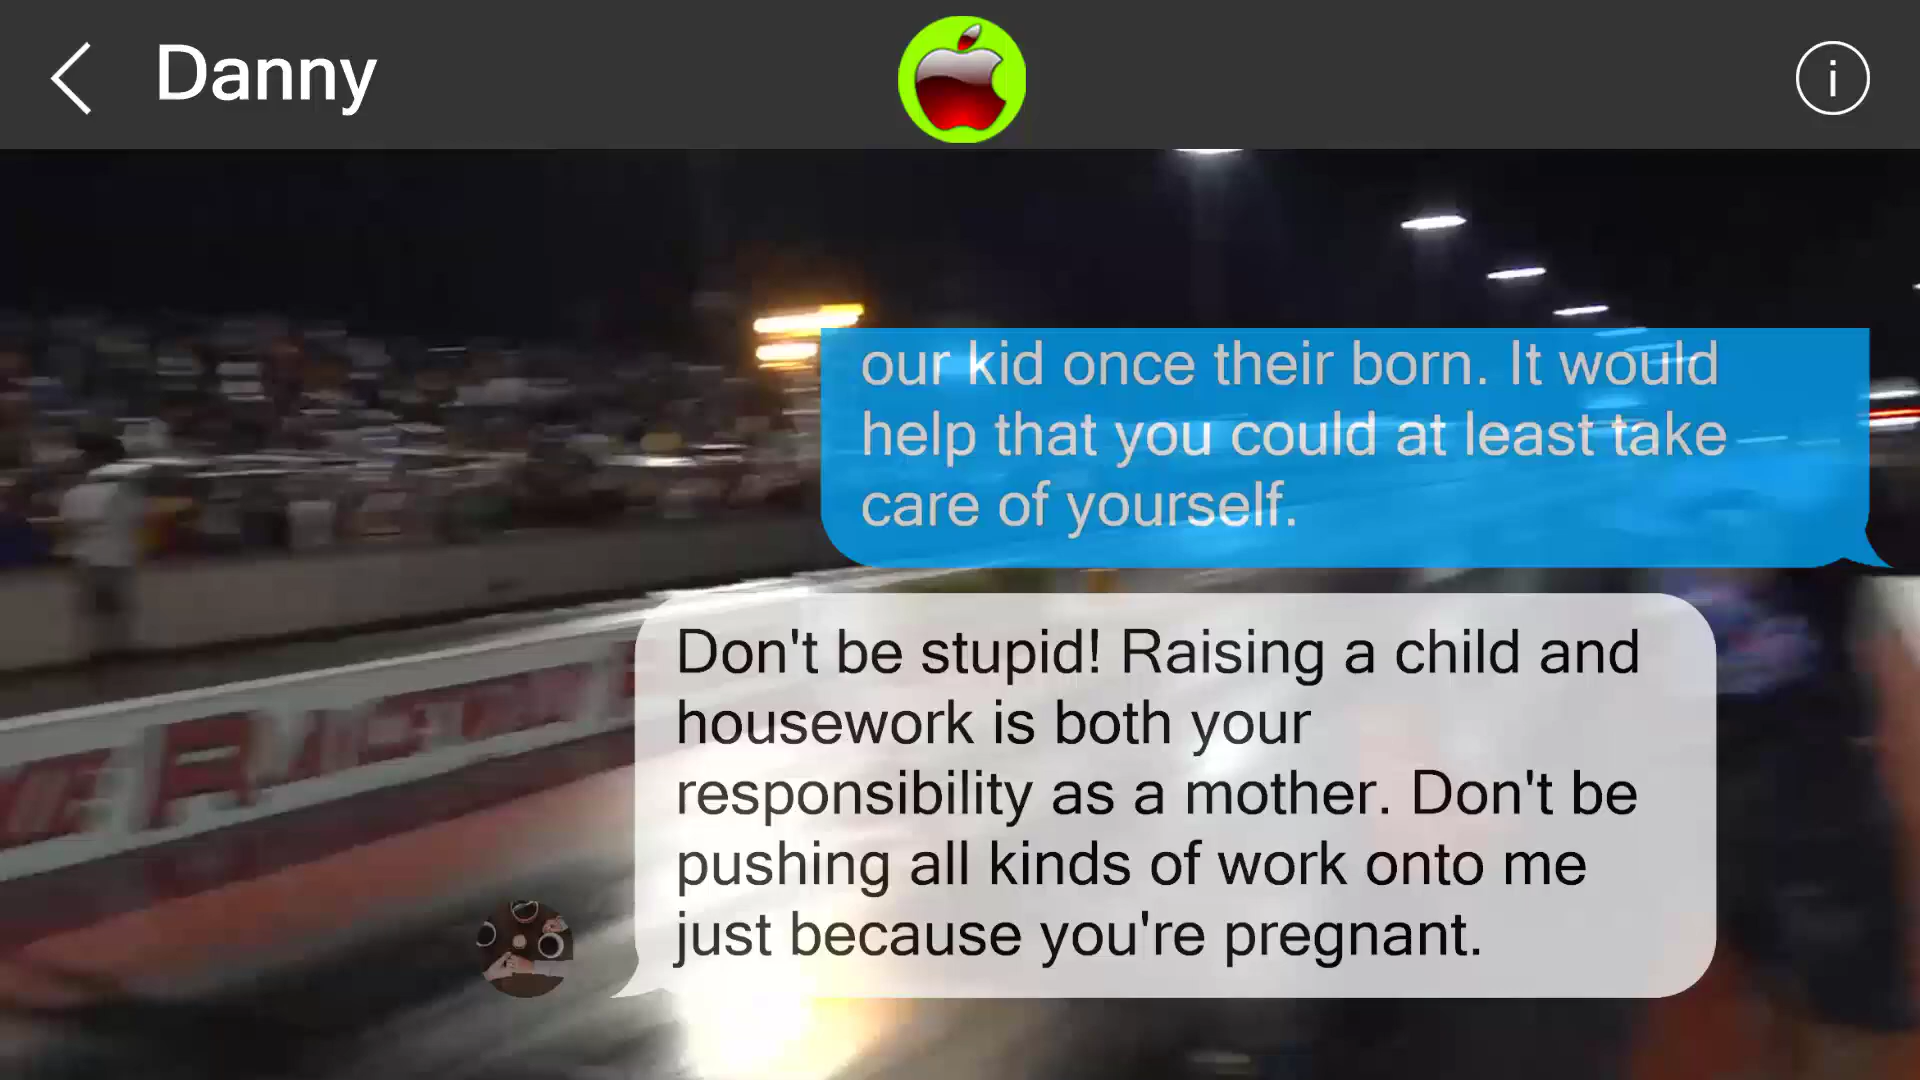 Danny
our kid once their born. It would
help that you could at least take
care of yourself.
Don't be stupid! Raising a child and
housework is both your
responsibility as a mother. Don't be
pushing all kinds of work onto me
just because you're pregnant.